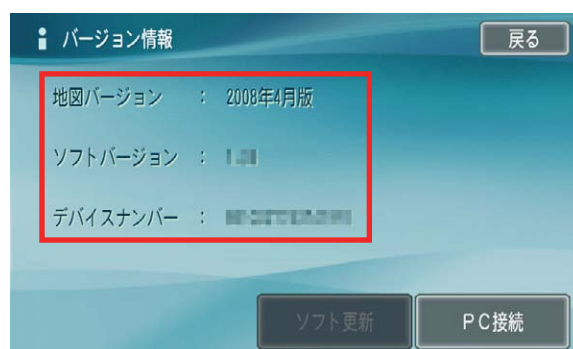 バージョン情報
戻る
地図バージョン : 2008年4月版
ソフトバージョン :
デバイスナンバー :
ソフト更新
PC接続